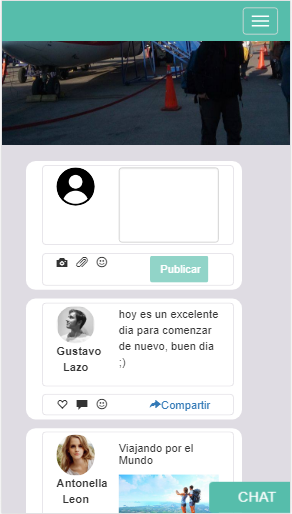 Publicar
hoy es un excelente
dia para comenzar
de nuevo, buen dia
;)
Gustavo
Lazo
Compartir
Viajando por el
Mundo
Antonella
Leon
CHAT